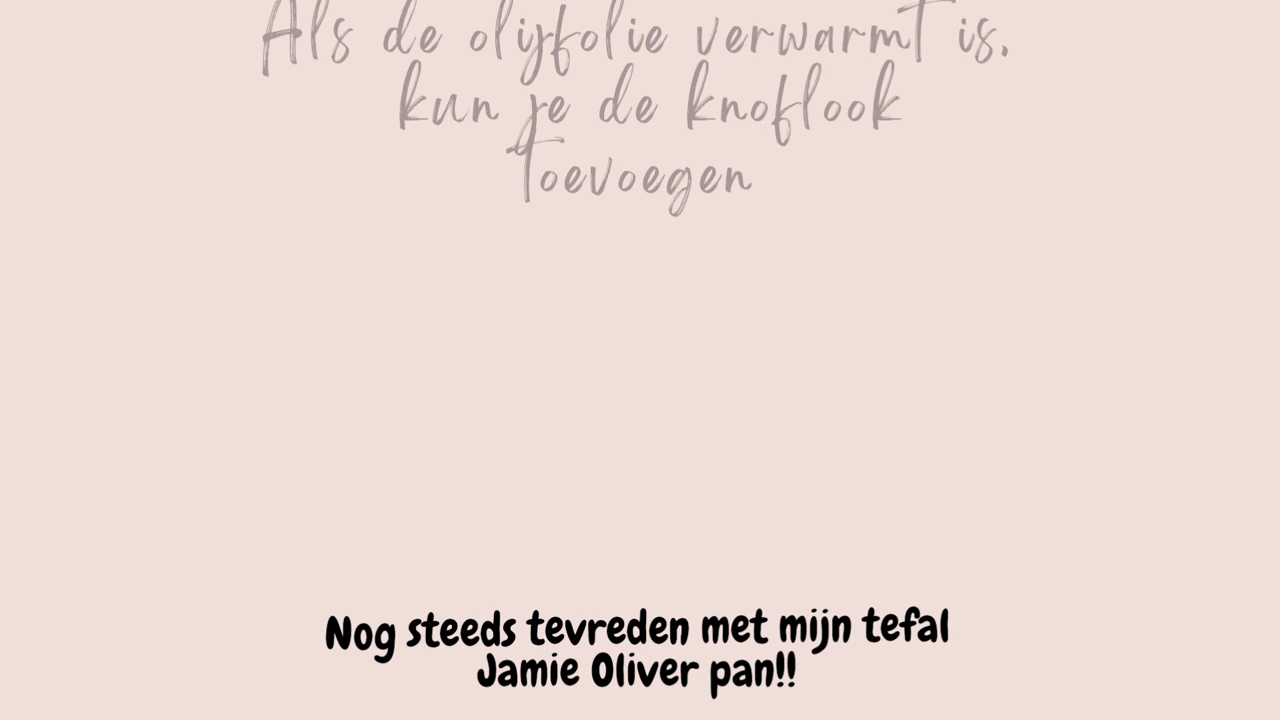 Als de olijfolie verwarmt is,
kun je de knoflook
toevoegen
Nog steeds tevreden met mijn tefal
Jamie Oliver pan!!